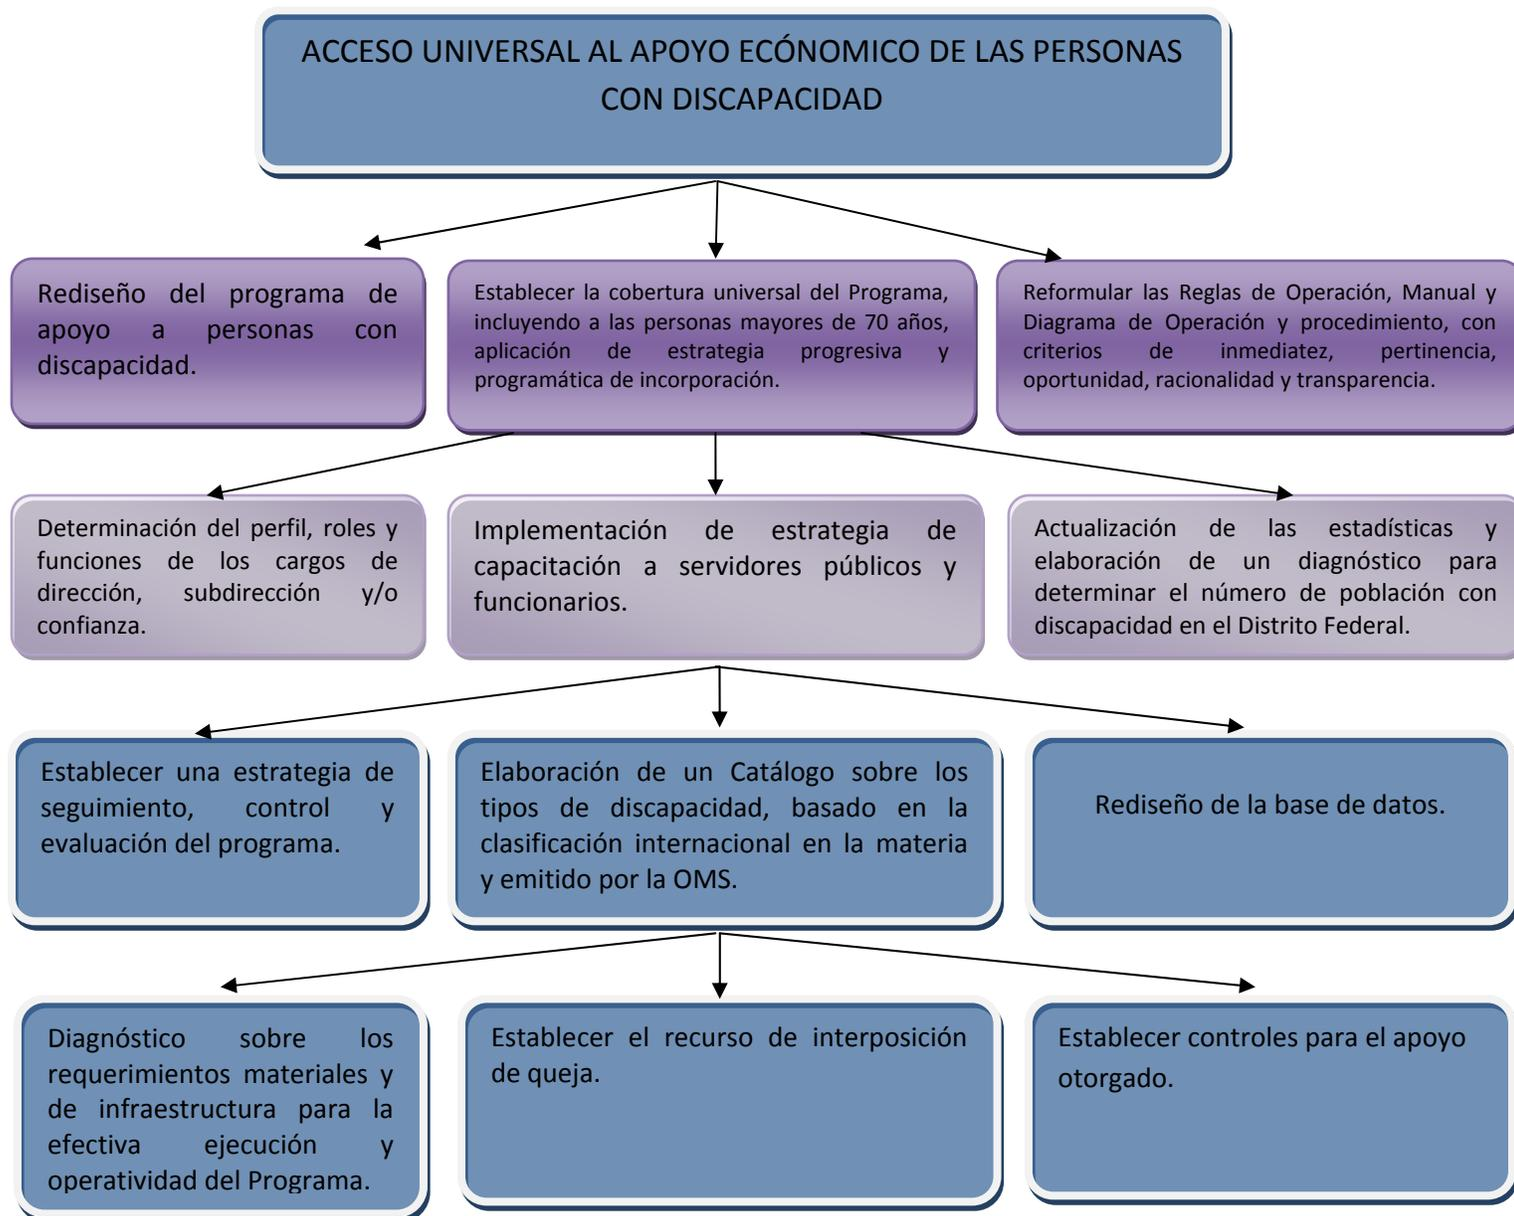 ACCESO UNIVERSAL AL APOYO ECÓNOMICO DE LAS PERSONAS
CON DISCAPACIDAD
Rediseño del programa de
apoyo a personas con
discapacidad.
Establecer la cobertura universal del Programa,
incluyendo a las personas mayores de 70 años,
aplicación de estrategia progresiva y
programática de incorporación.
Reformular las Reglas de Operación, Manual y
Diagrama de Operación y procedimiento, con
criterios de inmediatez, pertinencia,
oportunidad, racionalidad y transparencia.
Determinación del perfil, roles y
funciones de los cargos de
dirección, subdirección y/o
confianza.
Implementación de estrategia de
capacitación a servidores públicos y
funcionarios.
Actualización de las estadísticas y
elaboración de un diagnóstico para
determinar el número de población con
discapacidad en el Distrito Federal.
Establecer una estrategia de
seguimiento, control y
evaluación del programa.
Elaboración de un Catálogo sobre los
tipos de discapacidad, basado en la
clasificación internacional en la materia
y emitido por la OMS.
Rediseño de la base de datos.
Diagnóstico sobre los
requerimientos materiales y
de infraestructura para la
efectiva ejecución y
operatividad del Programa.
Establecer el recurso de interposición
de queja.
Establecer controles para el apoyo
otorgado.